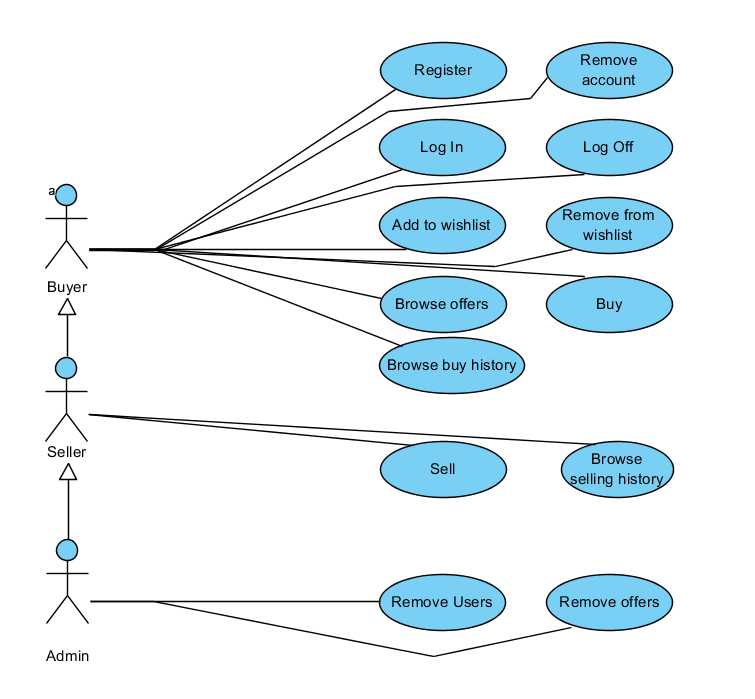 Register
Remove
account
Log In
Log Off
a
Add to wishlist
Remove from
wishlist
Buyer
Browse offers
Buy
Browse buy history
Seller
Sell
Browse
selling history
Remove Users
Remove offers
Admin